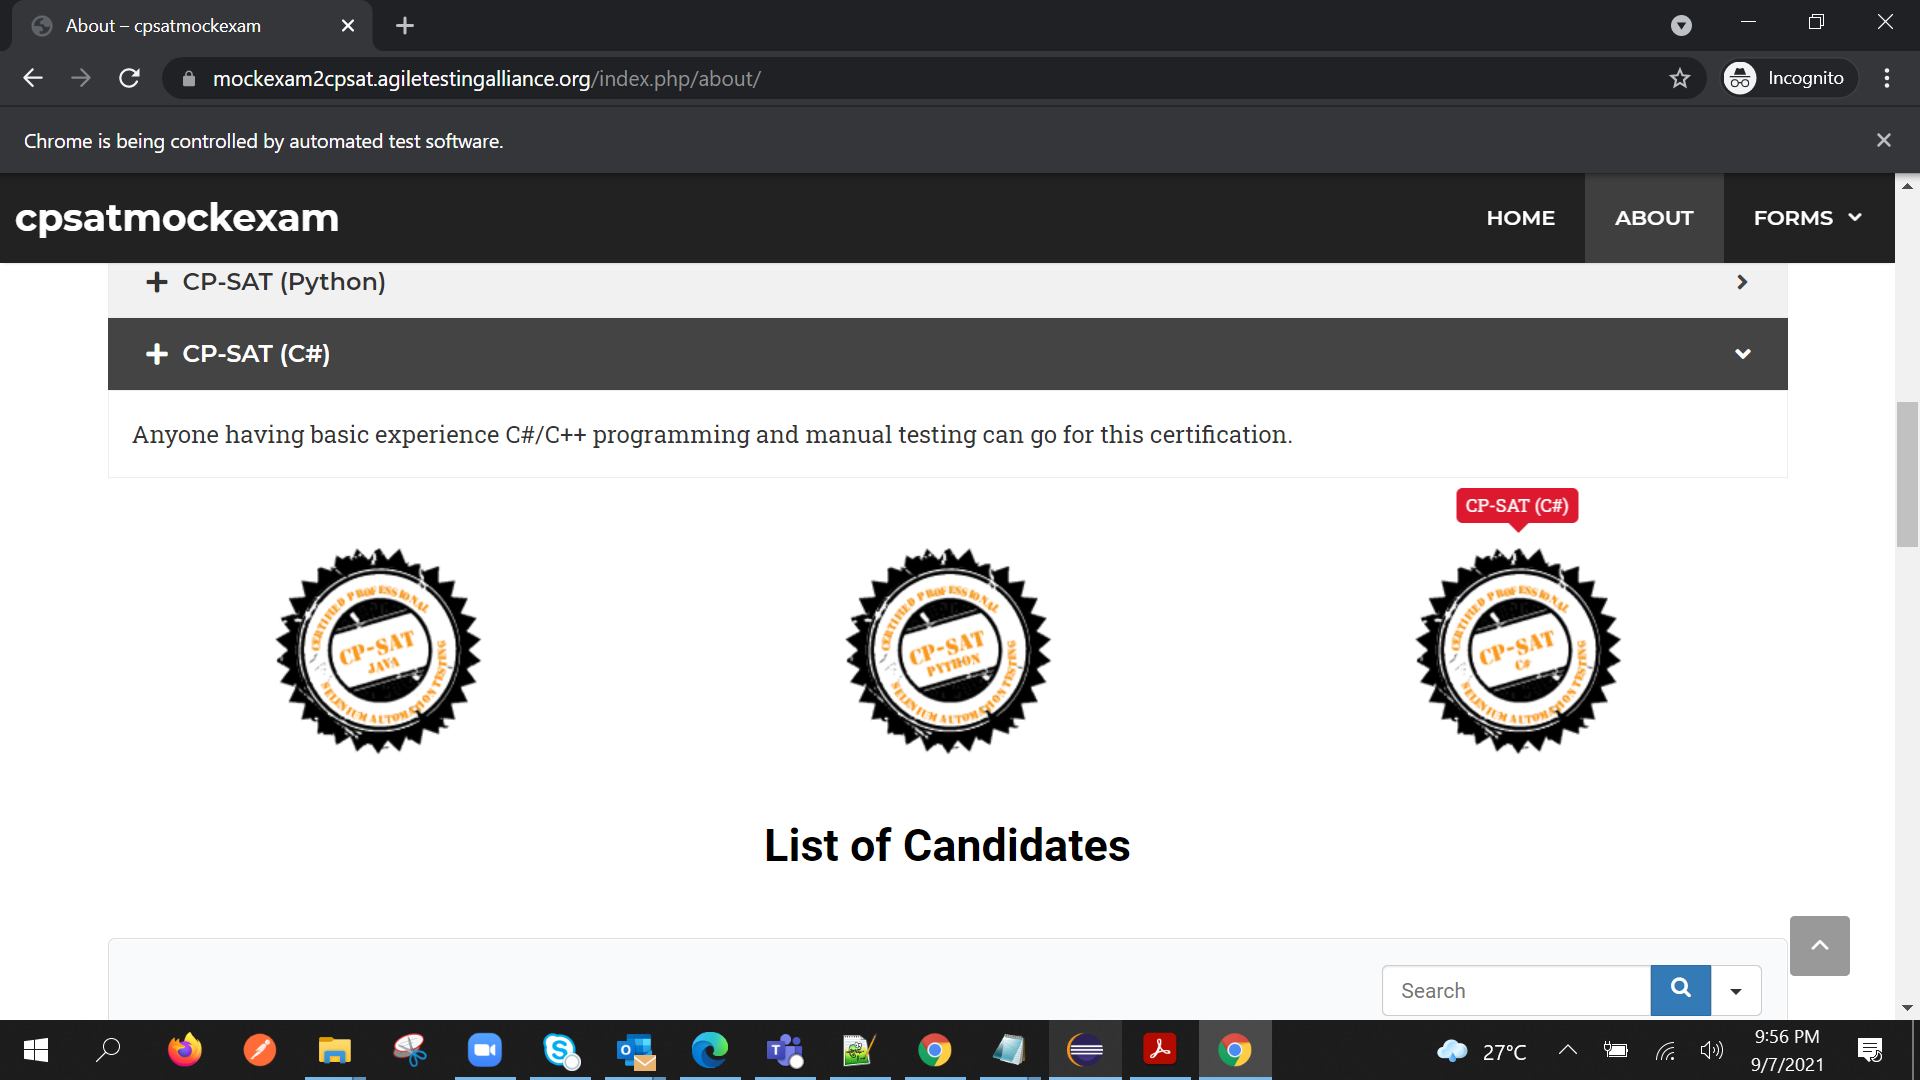 About – cpsatmockexam
mockexam2cpsat.agiletestingalliance.org/index.php/about/
Incognito
Chrome is being controlled by automated test software.
cpsatmockexam
HOME
ABOUT
FORMS
CP-SAT (Python)
CP-SAT (C#)
Anyone having basic experience C#/C++ programming and manual testing can go for this certification.
CP-SAT (C#)
CERTIFIED PROFESSIONAL
CP-SAT
JAVA
SELENIUM AUTOMATION TESTING
CERTIFIED PROFESSIONAL
CP-SAT
PYTHON
SELENIUM AUTOMATION TESTING
CERTIFIED PROFESSIONAL
CP-SAT
C#
SELENIUM AUTOMATION TESTING
List of Candidates
Search
27°C
9:56 PM
9/7/2021